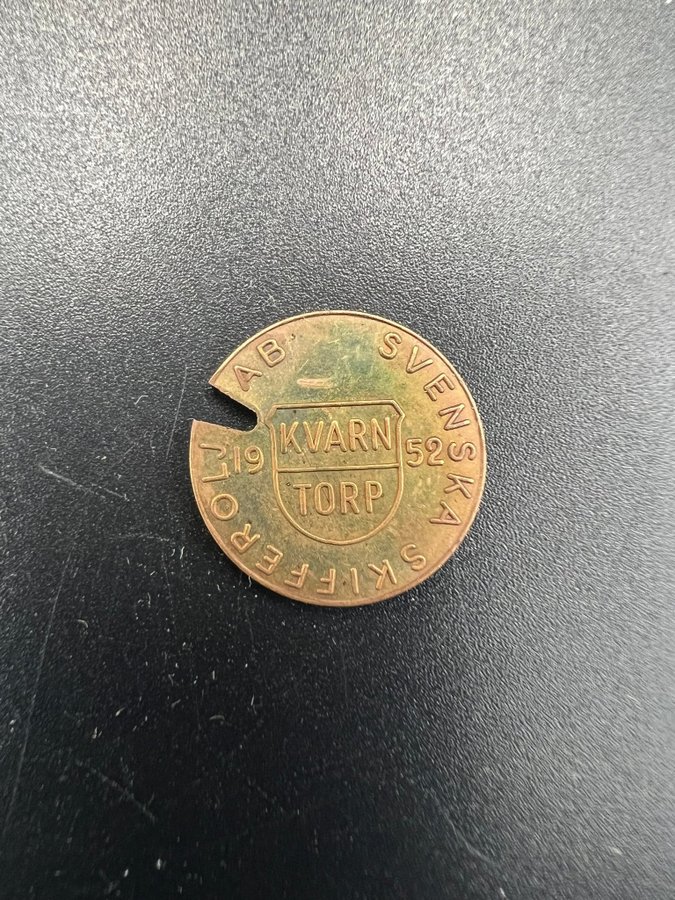 SVENSKA SKIFFEROLJ AB
KVARN
19 52
TORP